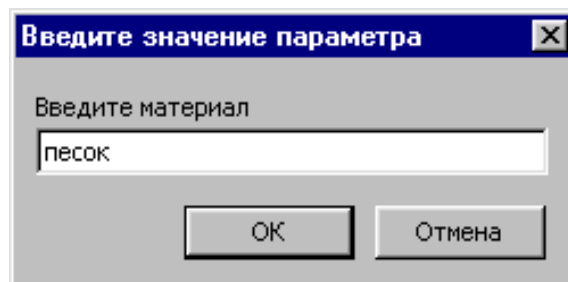 Введите значение параметра
Введите материал
песок
ОК
Отмена